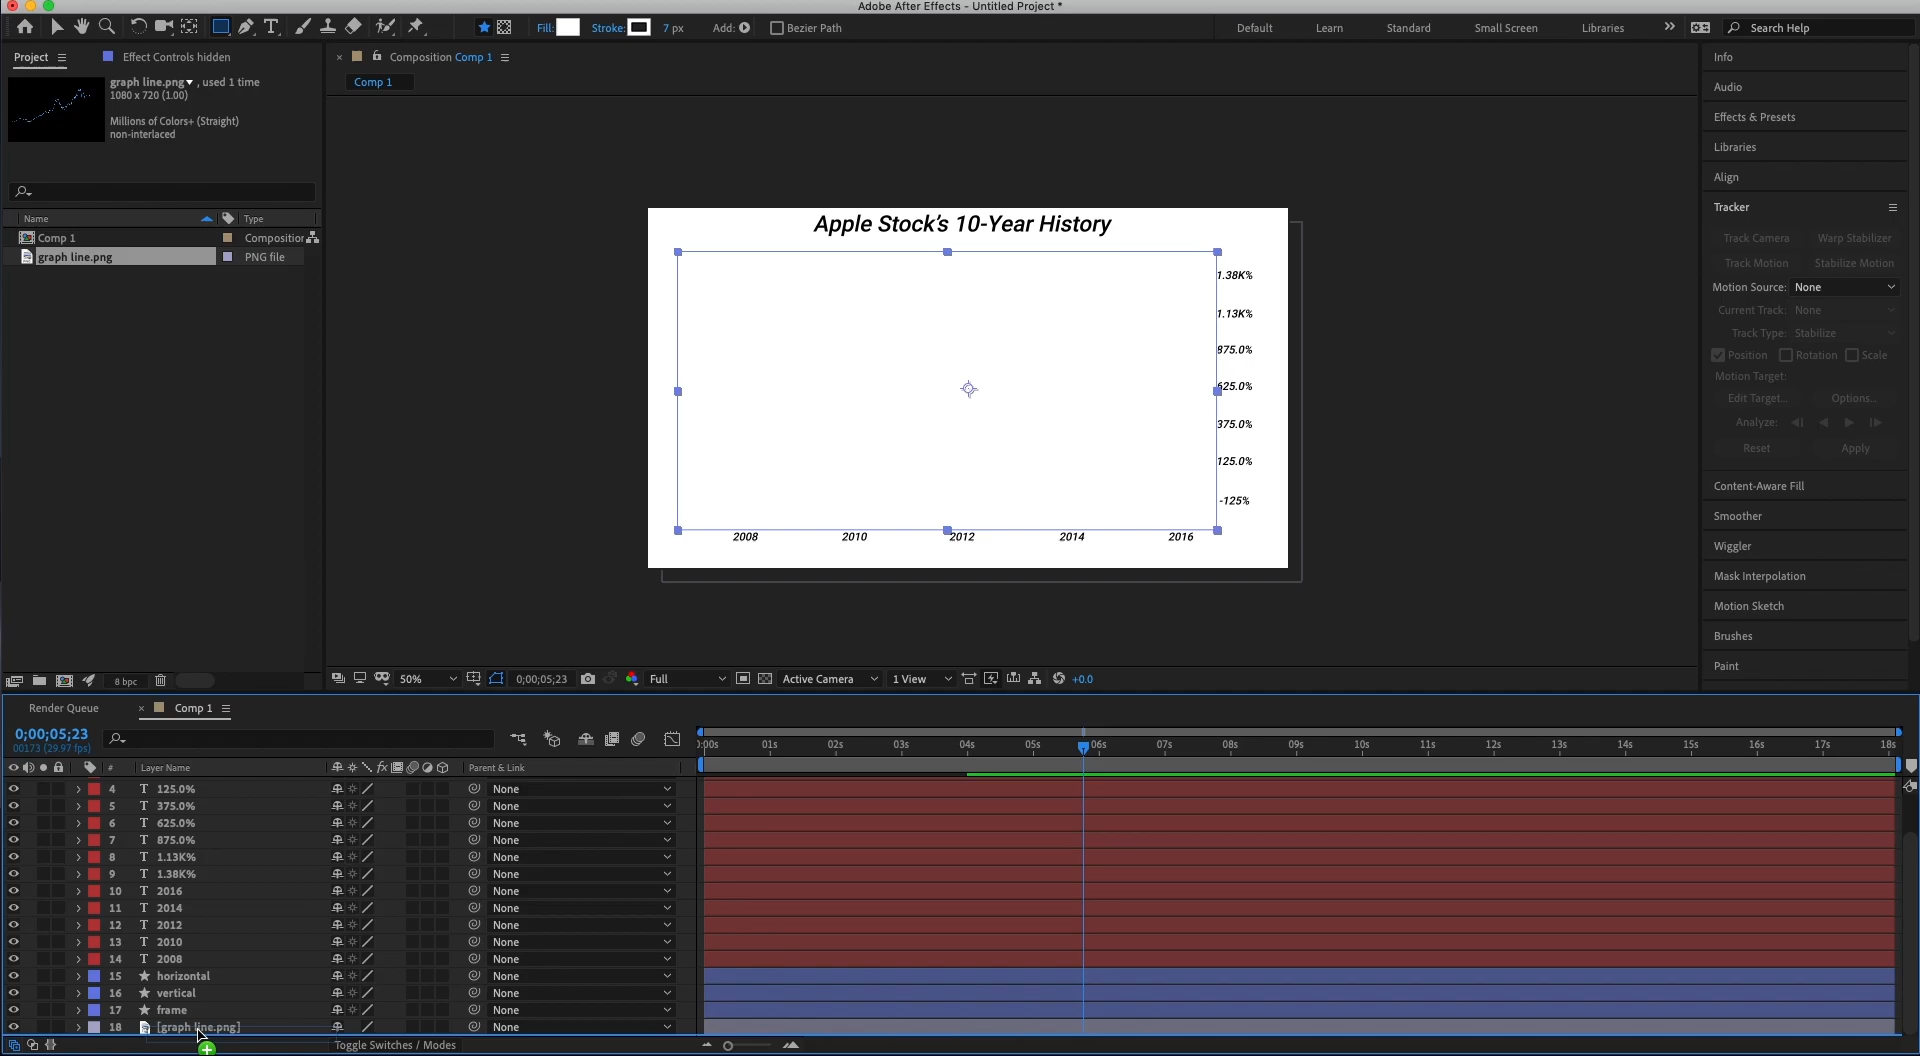 Adobe After Effects - Untitled Project *
Fill:
Stroke:
7 px
Add:
Bezier Path
Default
Learn
Standard
Small Screen
Libraries
Search Help
Project
Effect Controls hidden
graph line.png , used 1 time
1080 x 720 (1.00)
Millions of Colors+ (Straight)
non-interlaced
Name
Type
Comp 1
Composition
graph line.png
PNG file
8 bpc
Composition Comp 1
Comp 1
Apple Stock's 10-Year History
1.38K%
1.13K%
875.0%
625.0%
375.0%
125.0%
-125%
2008
2010
2012
2014
2016
50%
0;00;05;23
Full
Active Camera
1 View
+0.0
Info
Audio
Effects & Presets
Libraries
Align
Tracker
Track Camera
Warp Stabilizer
Track Motion
Stabilize Motion
Motion Source: None
Current Track: None
Track Type: Stabilize
Position
Rotation
Scale
Motion Target:
Edit Target...
Options...
Analyze:
Reset
Apply
Content-Aware Fill
Smoother
Wiggler
Mask Interpolation
Motion Sketch
Brushes
Paint
Render Queue
Comp 1
0;00;05;23
00173 (29.97 fps)
# Layer Name
Parent & Link
):00s 01s 02s 03s 04s 05s 06s 07s 08s 09s 10s 11s 12s 13s 14s 15s 16s 17s 18s
4 T 125.0% None
5 T 375.0% None
6 T 625.0% None
7 T 875.0% None
8 T 1.13K% None
9 T 1.38K% None
10 T 2016 None
11 T 2014 None
12 T 2012 None
13 T 2010 None
14 T 2008 None
15 horizontal None
16 vertical None
17 frame None
18 [graph line.png] None
Toggle Switches / Modes